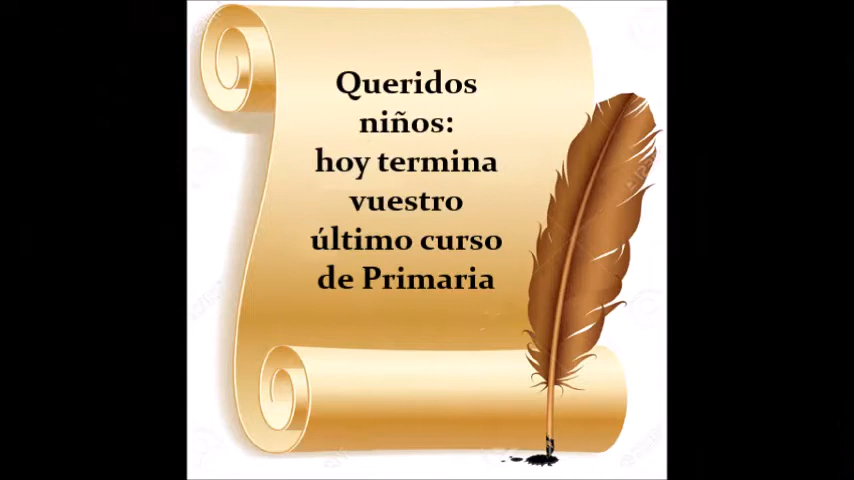 Queridos
niños:
hoy termina
vuestro
último curso
de Primaria